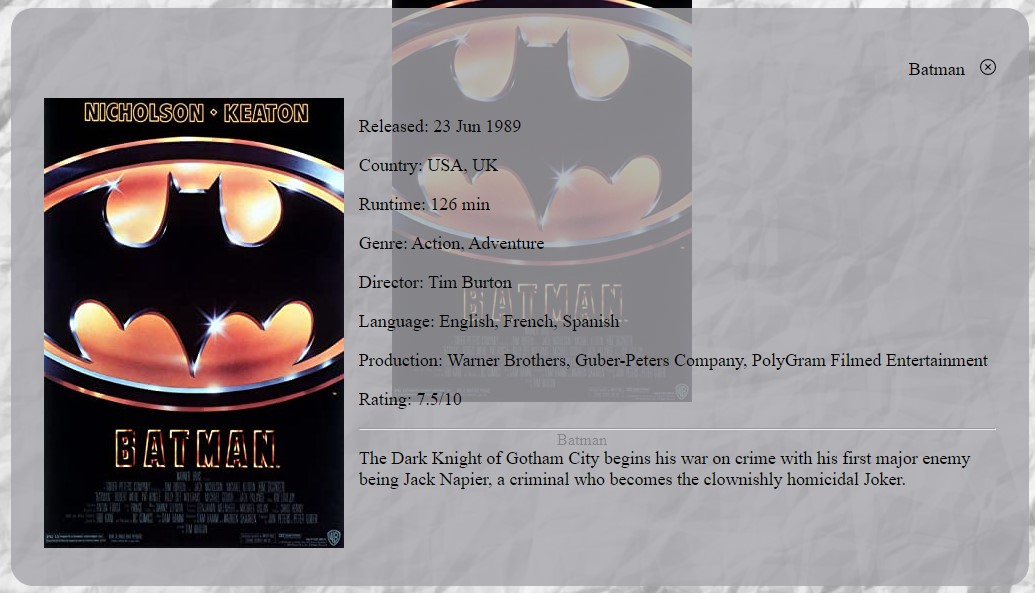 Batman
NICHOLSON • KEATON
Released: 23 Jun 1989
Country: USA, UK
Runtime: 126 min
Genre: Action, Adventure
Director: Tim Burton
Language: English, French, Spanish
Production: Warner Brothers, Guber-Peters Company, PolyGram Filmed Entertainment
Rating: 7.5/10
Batman
The Dark Knight of Gotham City begins his war on crime with his first major enemy
being Jack Napier, a criminal who becomes the clownishly homicidal Joker.
BATMAN
BATMAN